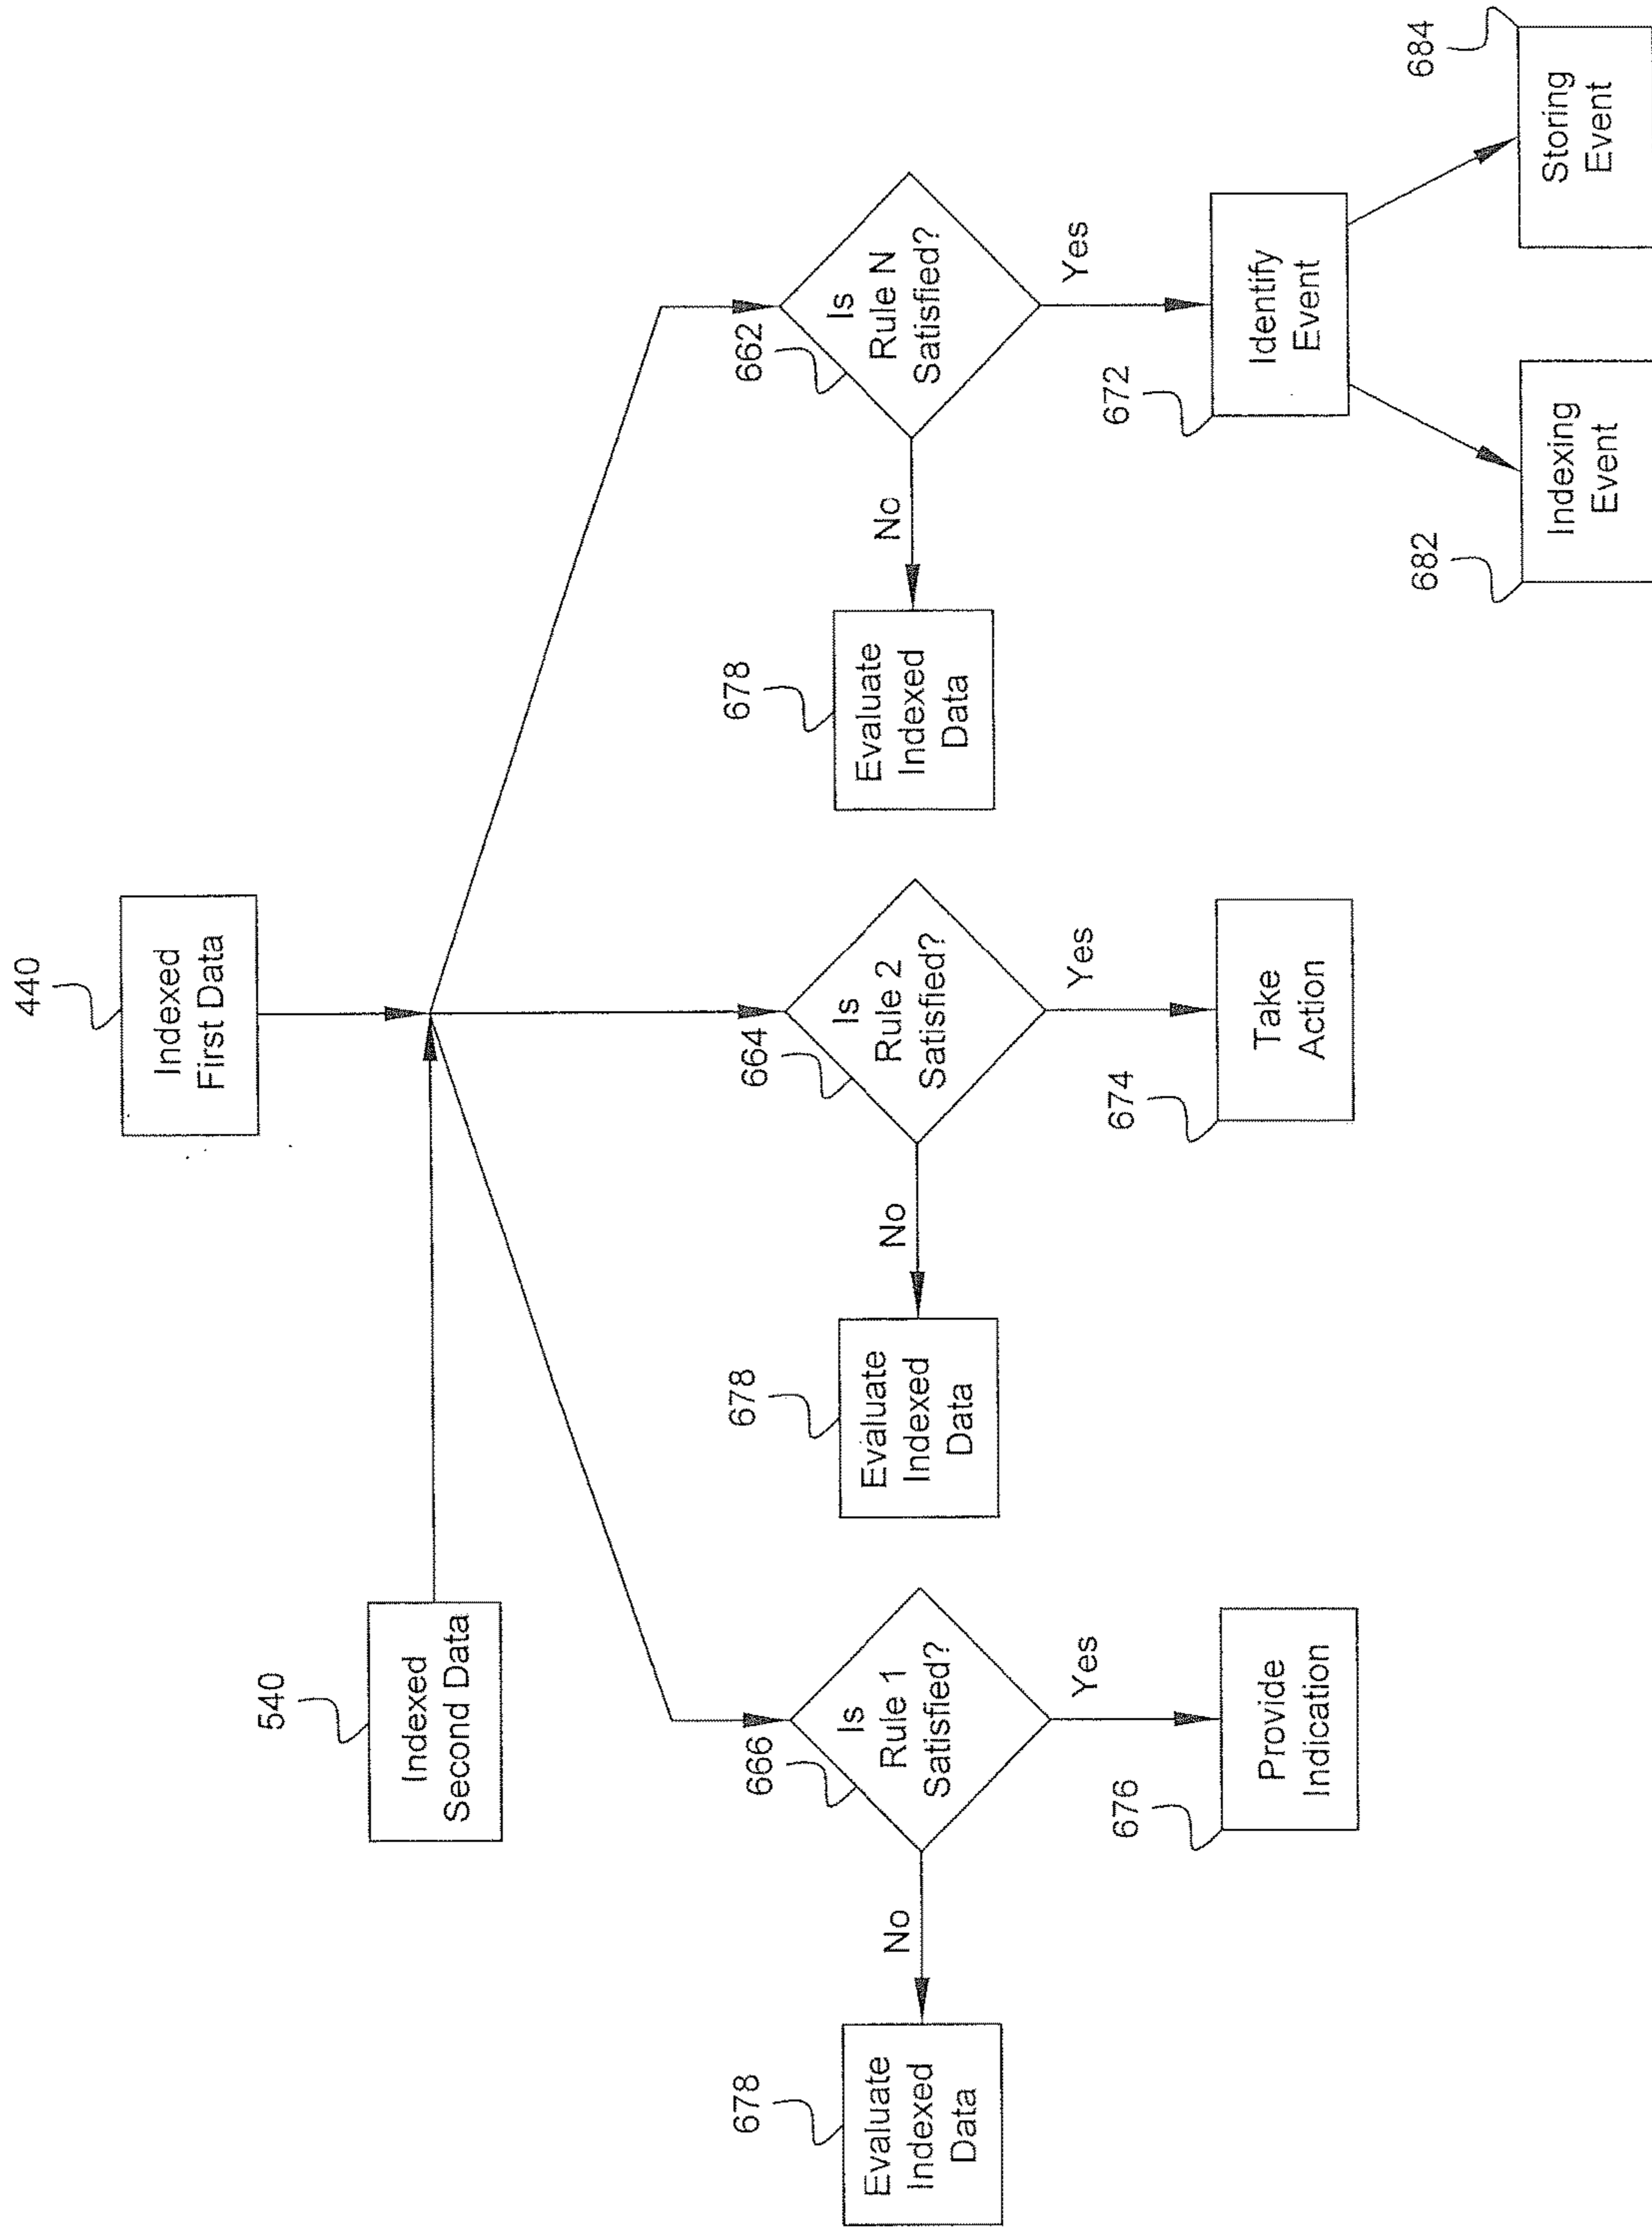 440
Indexed
First Data
540
Indexed
Second Data
666
Is
Rule 1
Satisfied?
No
Yes
678
Evaluate
Indexed
Data
676
Provide
Indication
664
Is
Rule 2
Satisfied?
No
Yes
678
Evaluate
Indexed
Data
674
Take
Action
662
Is
Rule N
Satisfied?
No
Yes
678
Evaluate
Indexed
Data
672
Identify
Event
682
Indexing
Event
684
Storing
Event